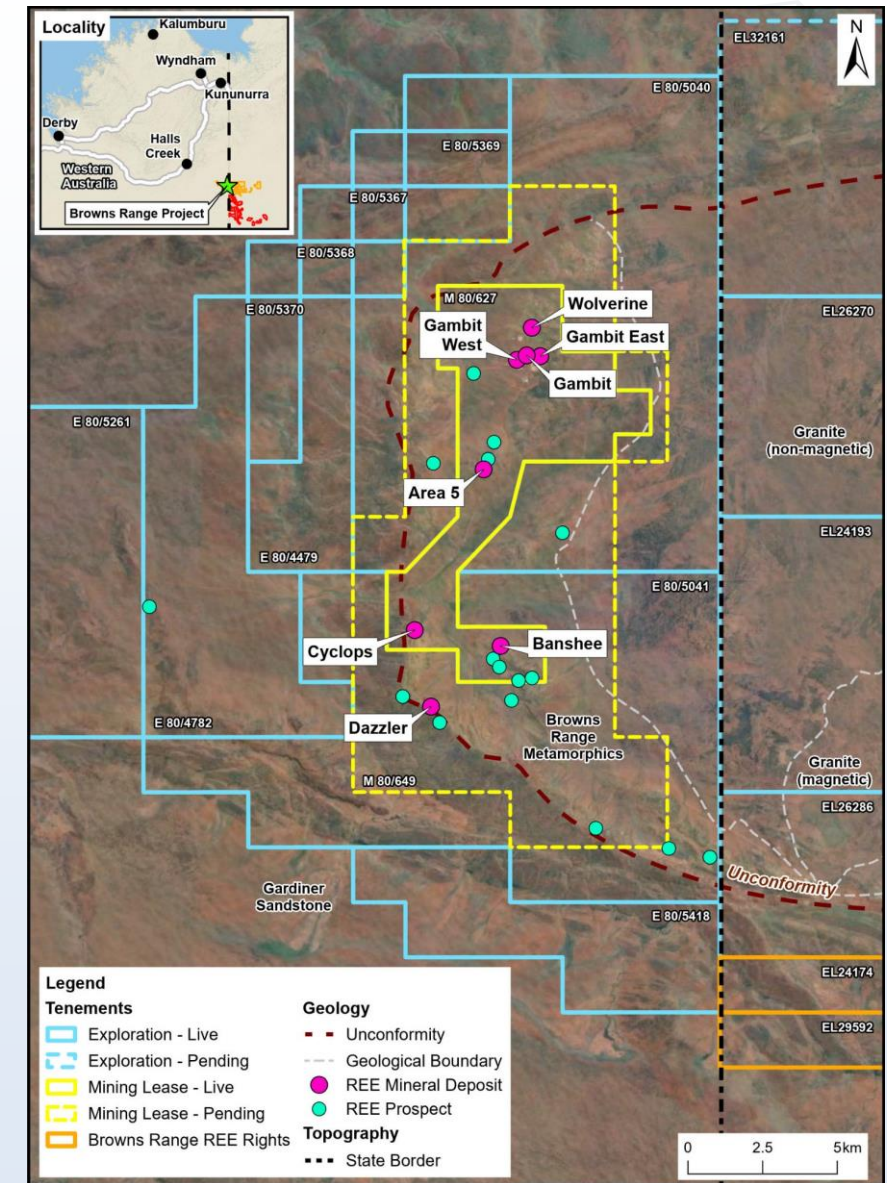 Locality
Kalumburu
Wyndham
Kununurra
Derby
Halls
Creek
Western
Australia
Browns Range Project
N
EL32161
E 80/5040
E 80/5369
E 80/5367
E 80/5368
E 80/5370
M 80/627
Wolverine
EL26270
Gambit
West
Gambit East
Gambit
E 80/5261
Granite
(non-magnetic)
Area 5
EL24193
E 80/4479
E 80/5041
Cyclops
Banshee
E 80/4782
Dazzler
Browns
Range
Metamorphics
Granite
(magnetic)
M 80/649
EL26286
Unconformity
Gardiner
Sandstone
E 80/5418
EL24174
EL29592
Legend
Tenements
Exploration - Live
Exploration - Pending
Mining Lease - Live
Mining Lease - Pending
Browns Range REE Rights
Geology
Unconformity
Geological Boundary
REE Mineral Deposit
REE Prospect
Topography
State Border
0 2.5 5km